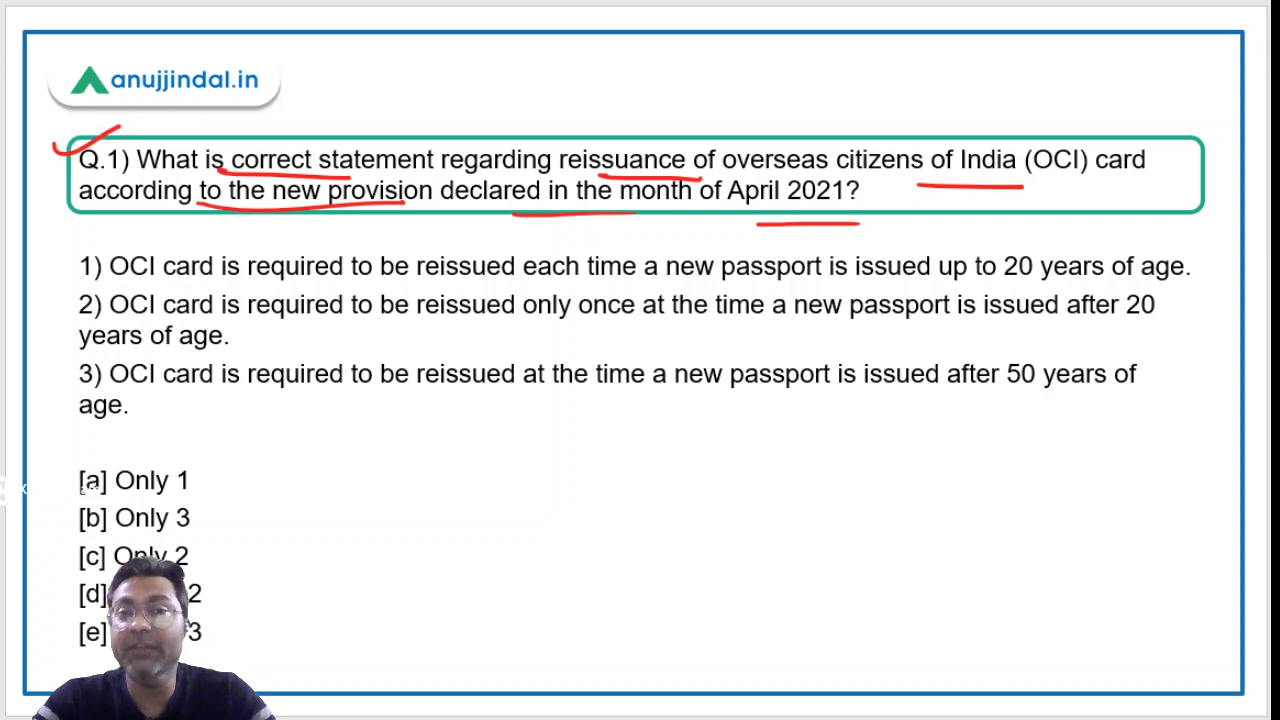 anujjindal.in
Q.1) What is correct statement regarding reissuance of overseas citizens of India (OCI) card
according to the new provision declared in the month of April 2021?
1) OCI card is required to be reissued each time a new passport is issued up to 20 years of age.
2) OCI card is required to be reissued only once at the time a new passport is issued after 20
years of age.
3) OCI card is required to be reissued at the time a new passport is issued after 50 years of
age.
[a] Only 1
[b] Only 3
[c] Only 2
[d] 2
[e] 3